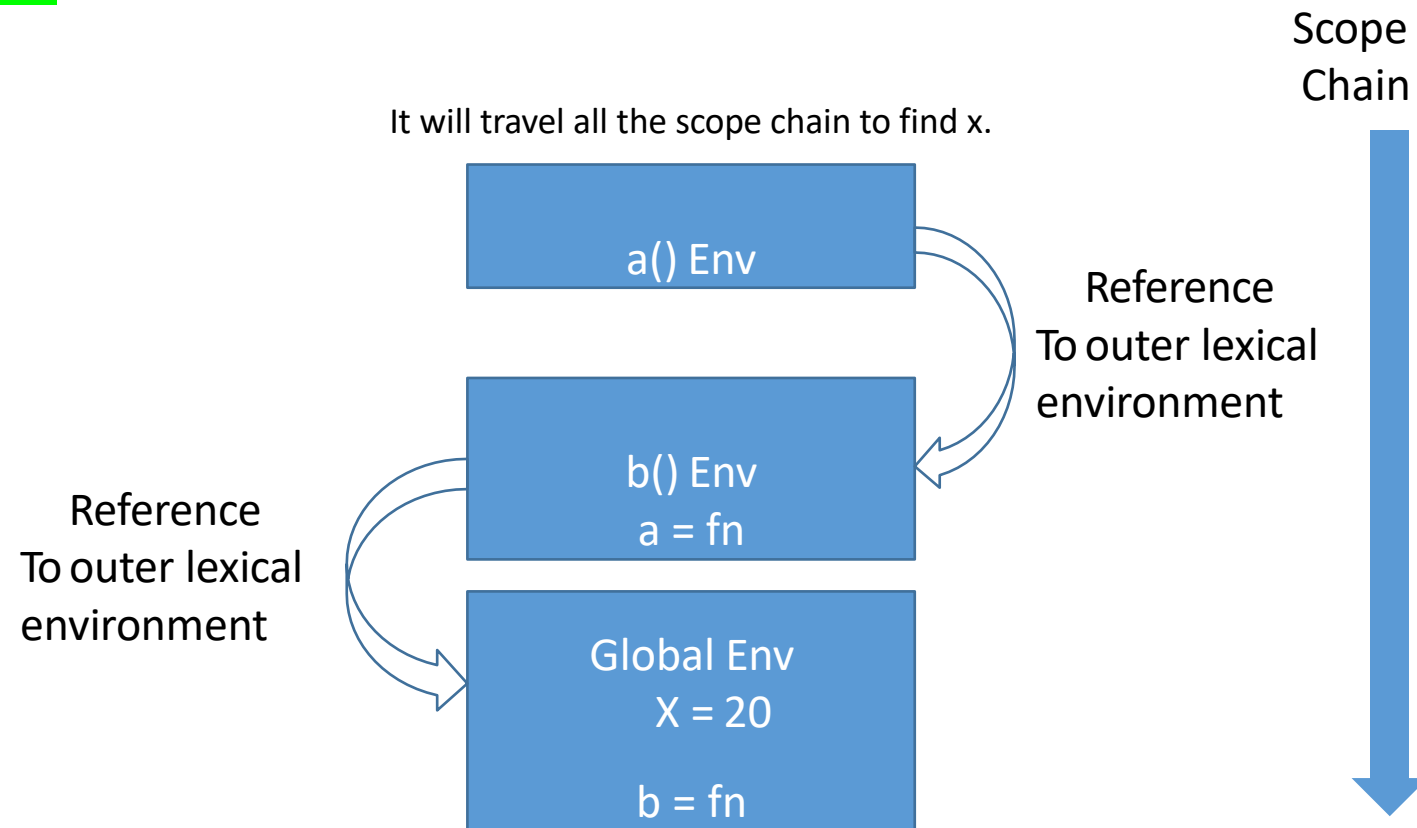 Scope
Chain
It will travel all the scope chain to find x.
a() Env
Reference
To outer lexical
environment
b() Env
a = fn
Reference
To outer lexical
environment
Global Env
X = 20
b = fn